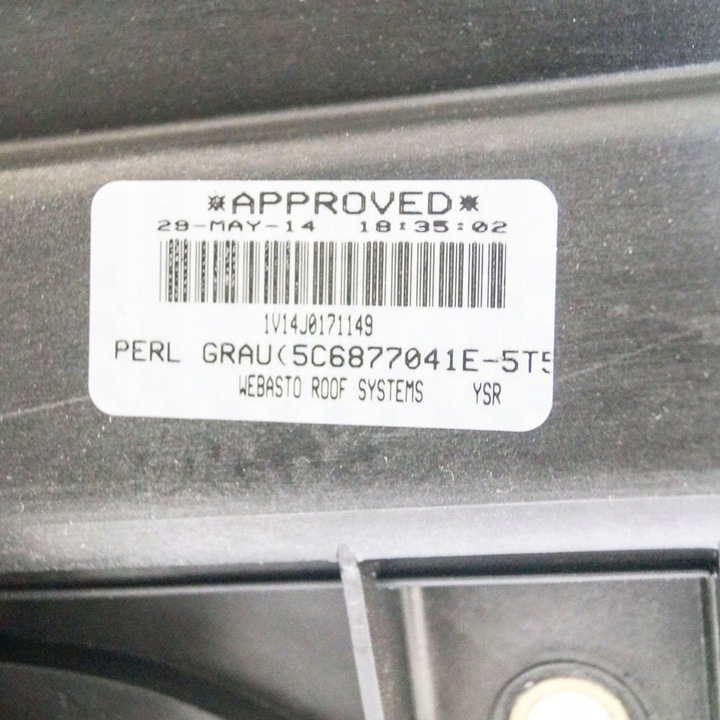 *APPROVED*
29-MAY-14 18:35:02
1V14J0171149
PERL GRAU(5C6877041E-5T5
WEBASTO ROOF SYSTEMS YSR